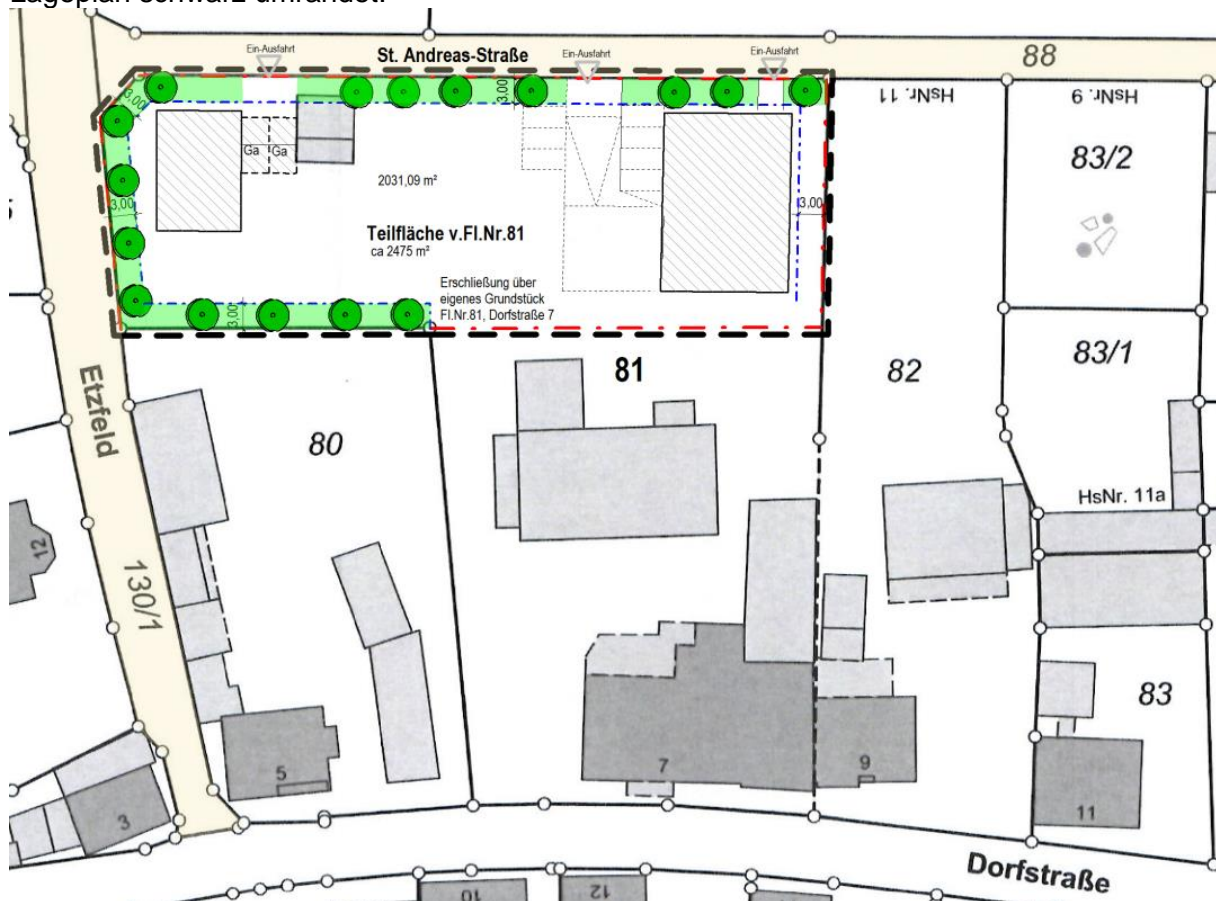 Lageplan schwarz umrandet.
Ein-Ausfahrt
St. Andreas-Straße
Ein-Ausfahrt
Ein-Ausfahrt
88
3,00
3,00
HsNr. 11
HsNr. 9
Ga
Ga
83/2
2031,09 m²
3,00
3,00
Teilfläche v.Fl.Nr.81
ca 2475 m²
Erschließung über
eigenes Grundstück
Fl.Nr.81, Dorfstraße 7
3,00
81
82
83/1
Etzfeld
80
HsNr. 11a
12
130/1
83
5
7
9
3
11
Dorfstraße
10
12